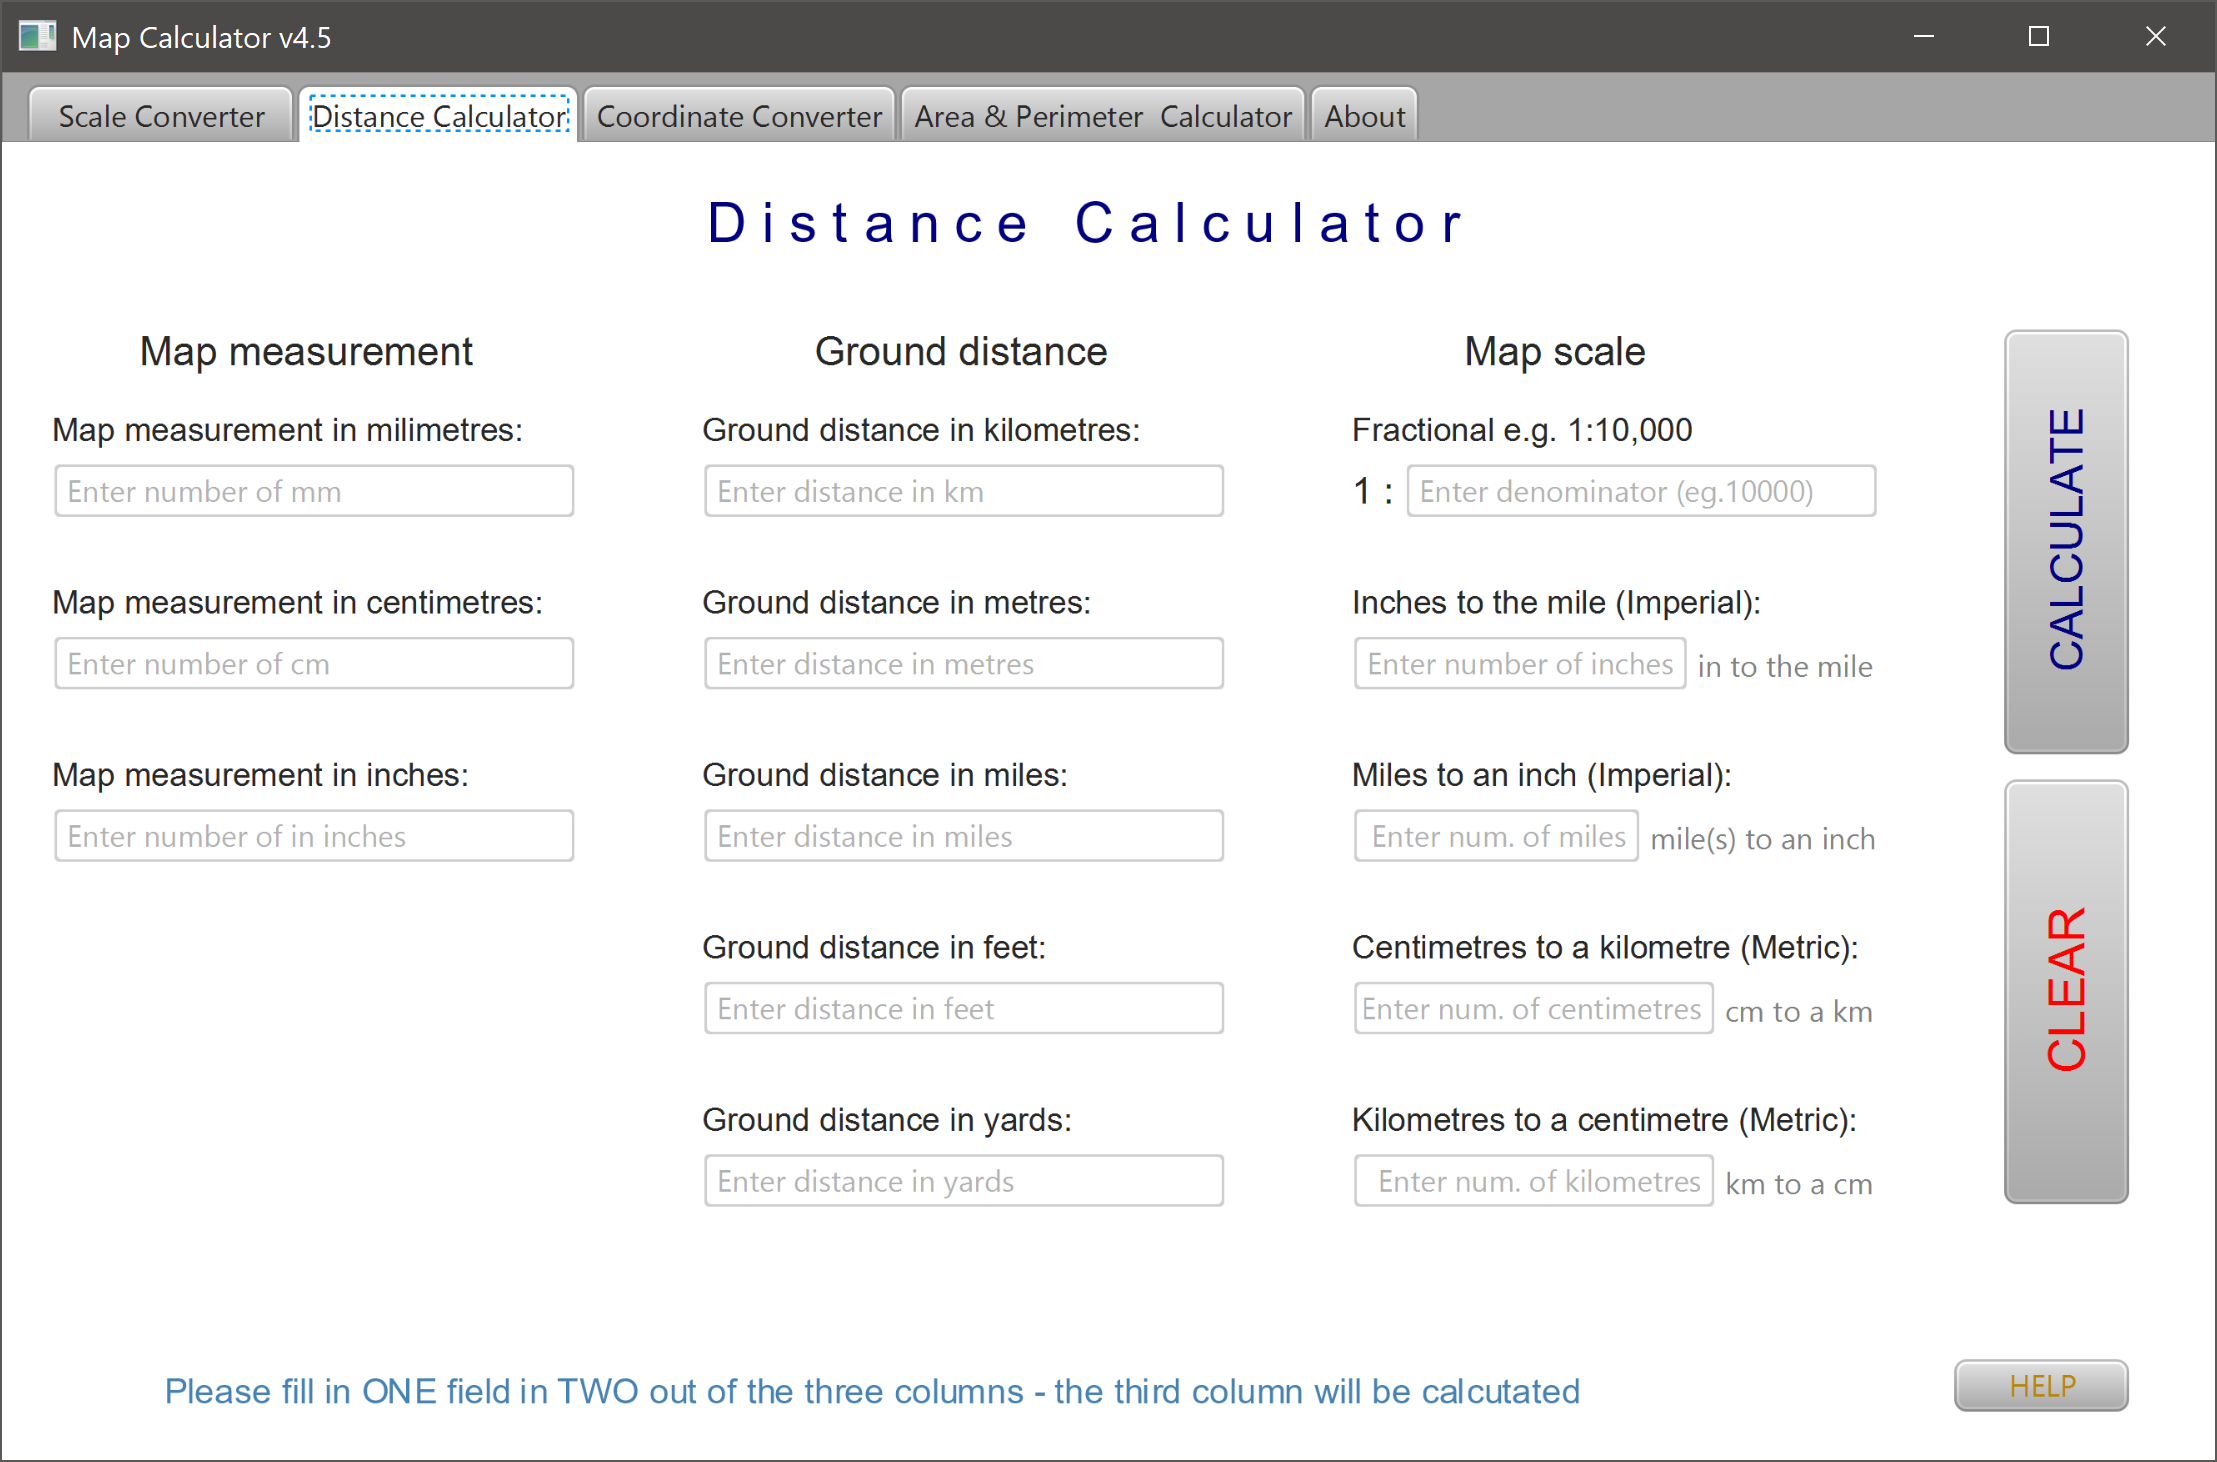 Map Calculator v4.5
Scale Converter
Distance Calculator
Coordinate Converter
Area & Perimeter Calculator
About
Distance Calculator
Map measurement
Map measurement in milimetres:
Enter number of mm
Map measurement in centimetres:
Enter number of cm
Map measurement in inches:
Enter number of in inches
Ground distance
Ground distance in kilometres:
Enter distance in km
Ground distance in metres:
Enter distance in metres
Ground distance in miles:
Enter distance in miles
Ground distance in feet:
Enter distance in feet
Ground distance in yards:
Enter distance in yards
Map scale
Fractional e.g. 1:10,000
1 : Enter denominator (eg.10000)
Inches to the mile (Imperial):
Enter number of inches in to the mile
Miles to an inch (Imperial):
Enter num. of miles mile(s) to an inch
Centimetres to a kilometre (Metric):
Enter num. of centimetres cm to a km
Kilometres to a centimetre (Metric):
Enter num. of kilometres km to a cm
CALCULATE
CLEAR
Please fill in ONE field in TWO out of the three columns - the third column will be calcutated
HELP